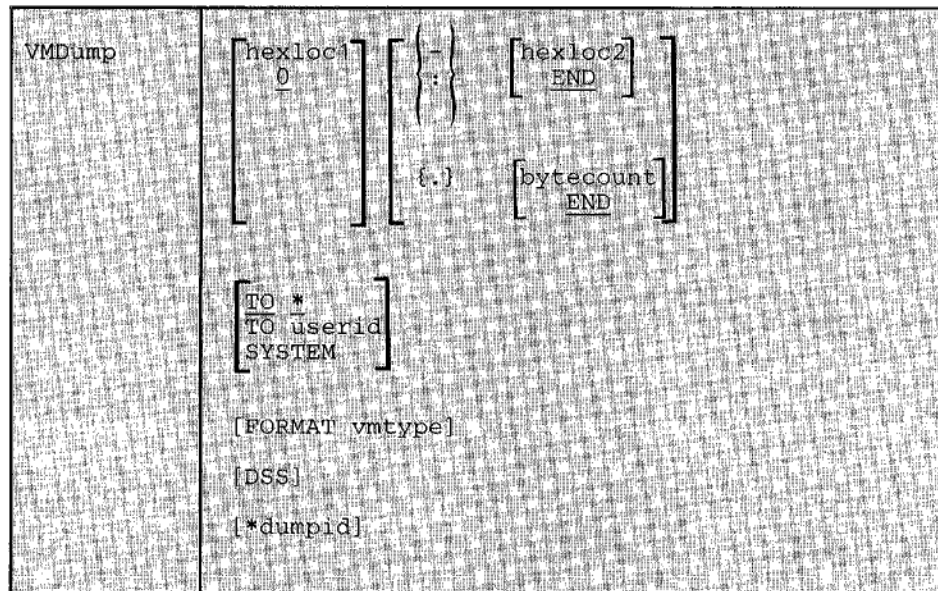 VMDump hexloc1 - hexloc2
0 : END
{.} bytecount
END
TO *
TO userid
SYSTEM
[FORMAT vmtype]
[DSS]
[*dumpid]